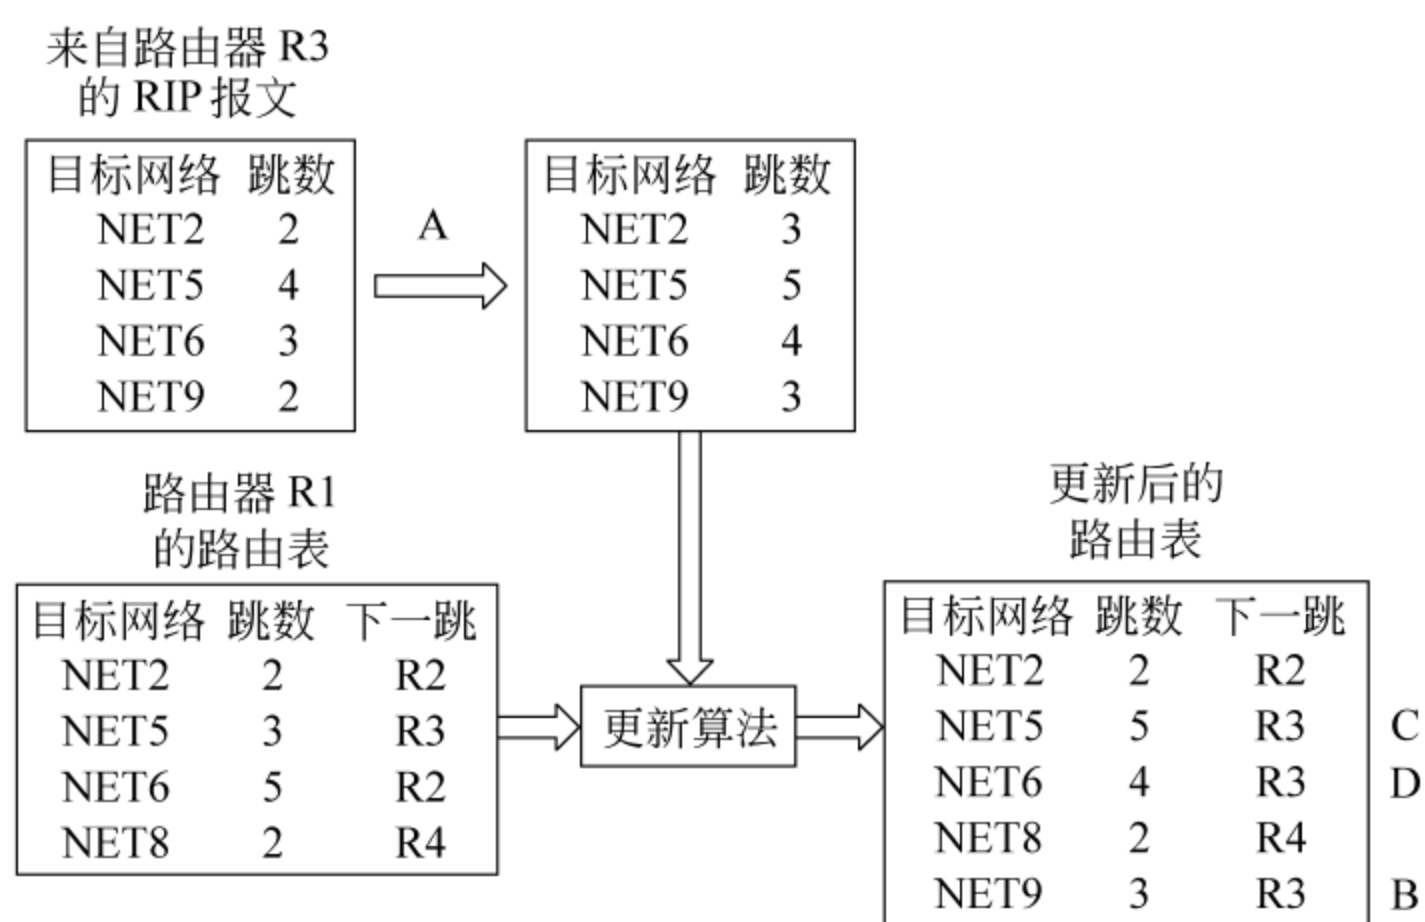 来自路由器 R3
的 RIP 报文
目标网络 跳数
NET2 2
NET5 4
NET6 3
NET9 2
A
目标网络 跳数
NET2 3
NET5 5
NET6 4
NET9 3
路由器 R1
的路由表
目标网络 跳数 下一跳
NET2 2 R2
NET5 3 R3
NET6 5 R2
NET8 2 R4
更新算法
更新后的
路由表
目标网络 跳数 下一跳
NET2 2 R2
NET5 5 R3 C
NET6 4 R3 D
NET8 2 R4
NET9 3 R3 B